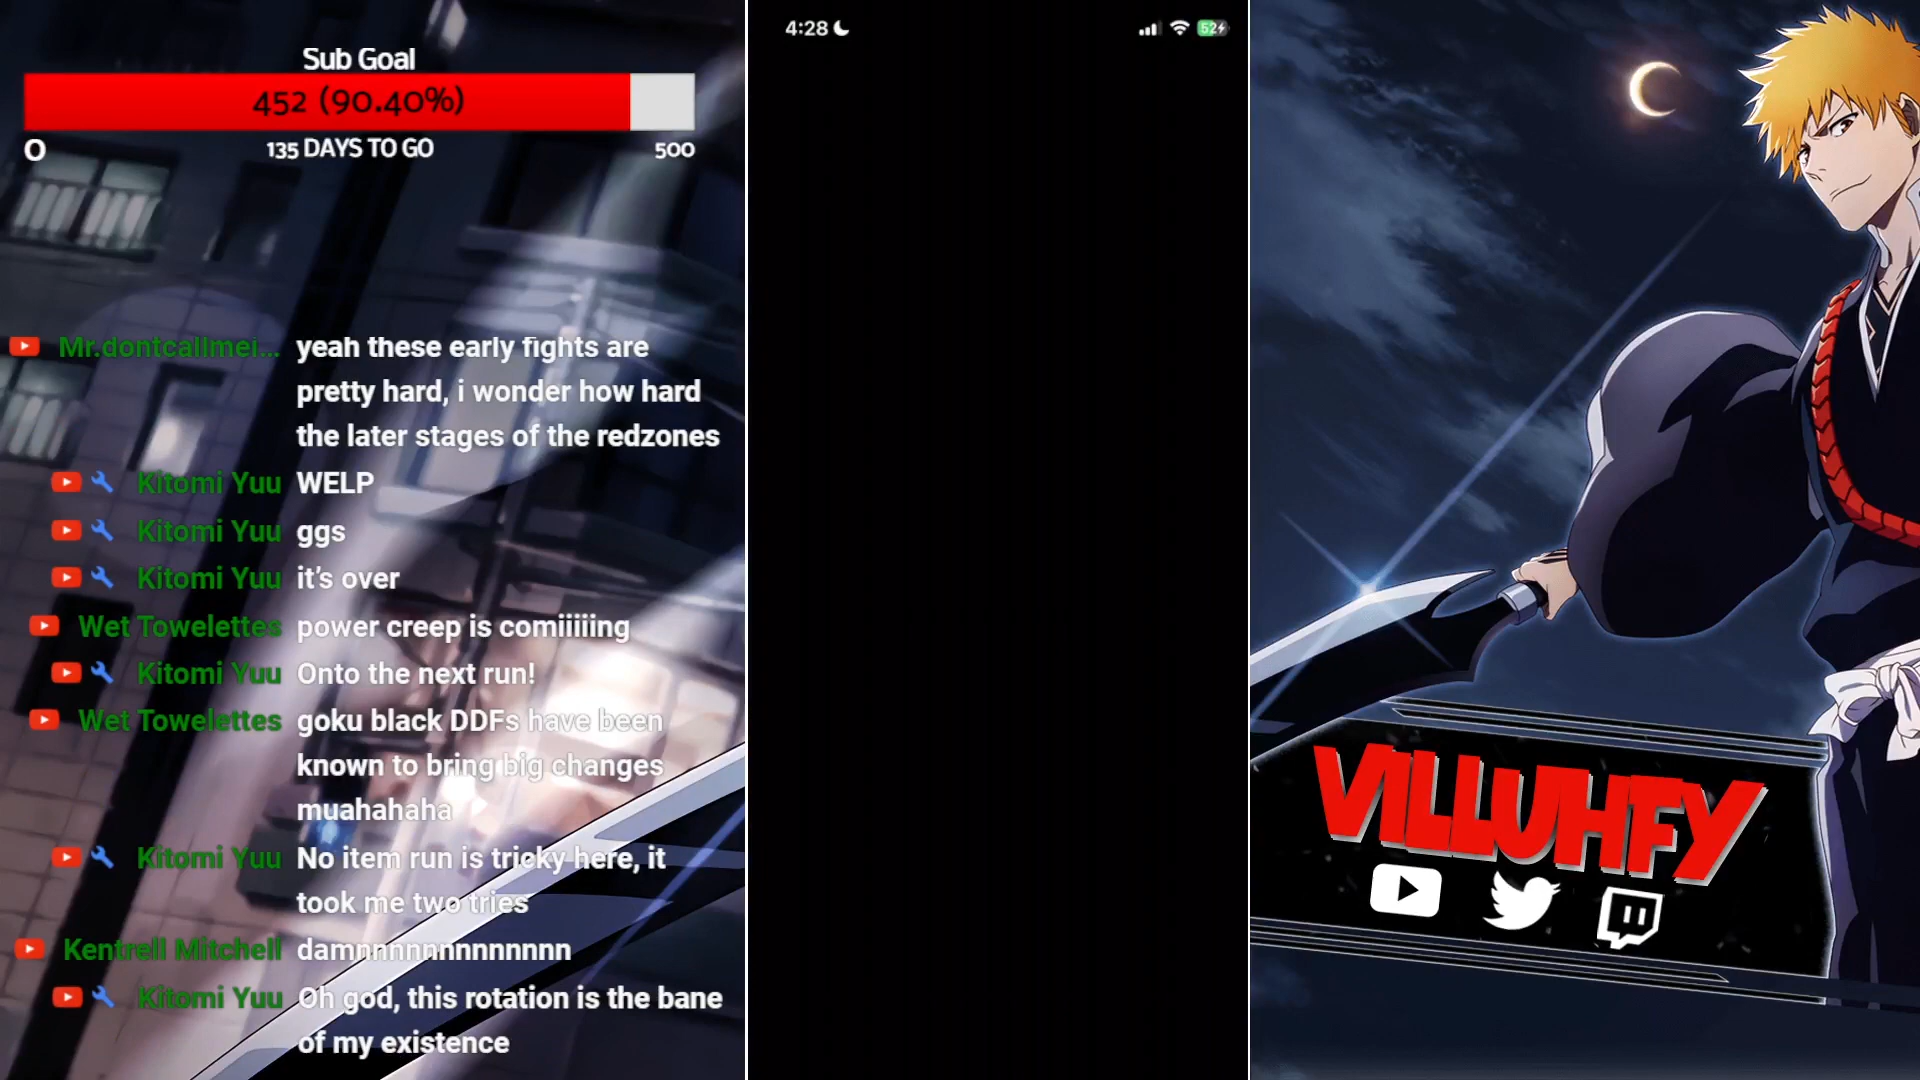 Sub Goal
452 (90.40%)
0
135 DAYS TO GO
500
Mr.dontcallmei... yeah these early fights are
pretty hard, i wonder how hard
the later stages of the redzones
Kitomi Yuu WELP
Kitomi Yuu ggs
Kitomi Yuu it's over
Wet Towelettes power creep is comiiiiing
Kitomi Yuu Onto the next run!
Wet Towelettes goku black DDFs have been
known to bring big changes
muahahaha
Kitomi Yuu No item run is tricky here, it
took me two tries
Kentrell Mitchell damnnnnnnnnnnnn
Kitomi Yuu Oh god, this rotation is the bane
of my existence
4:28
52
VILLUHFY